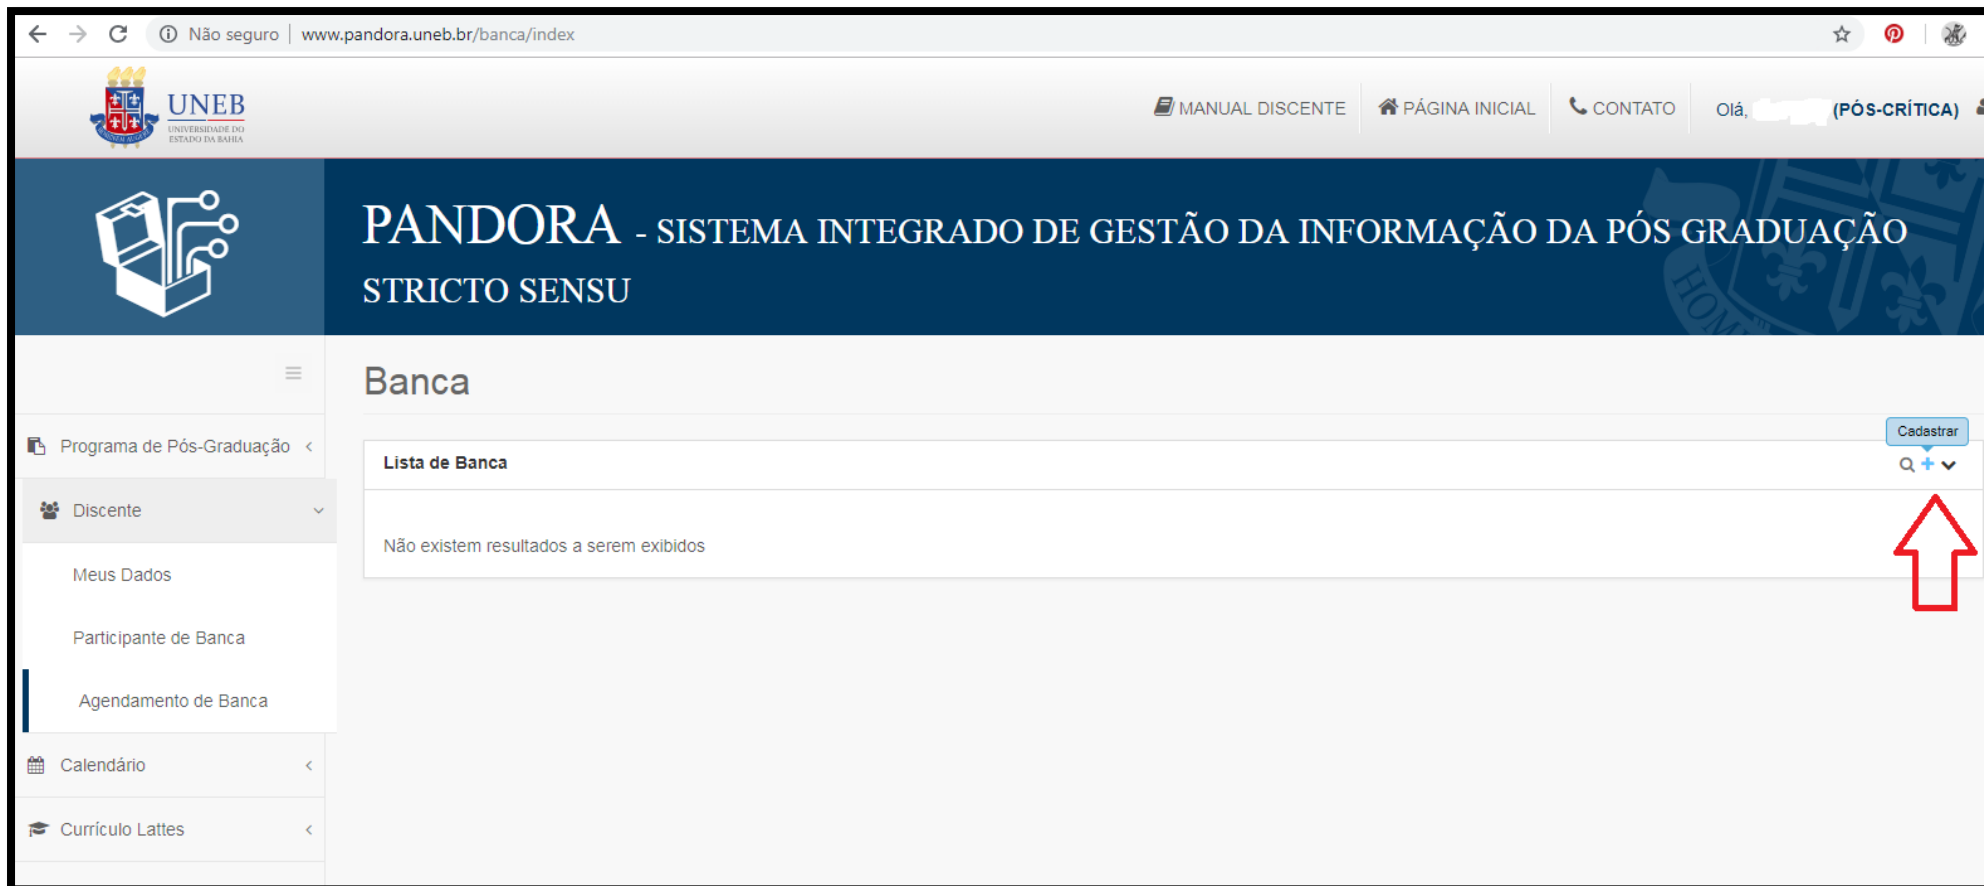 Não seguro | www.pandora.uneb.br/banca/index
UNEB
UNIVERSIDADE DO
ESTADO DA BAHIA
MANUAL DISCENTE
PÁGINA INICIAL
CONTATO
Olá, (PÓS-CRÍTICA)
PANDORA - SISTEMA INTEGRADO DE GESTÃO DA INFORMAÇÃO DA PÓS GRADUAÇÃO
STRICTO SENSU
Banca
Programa de Pós-Graduação
Discente
Meus Dados
Participante de Banca
Agendamento de Banca
Calendário
Currículo Lattes
Cadastrar
Lista de Banca
Não existem resultados a serem exibidos